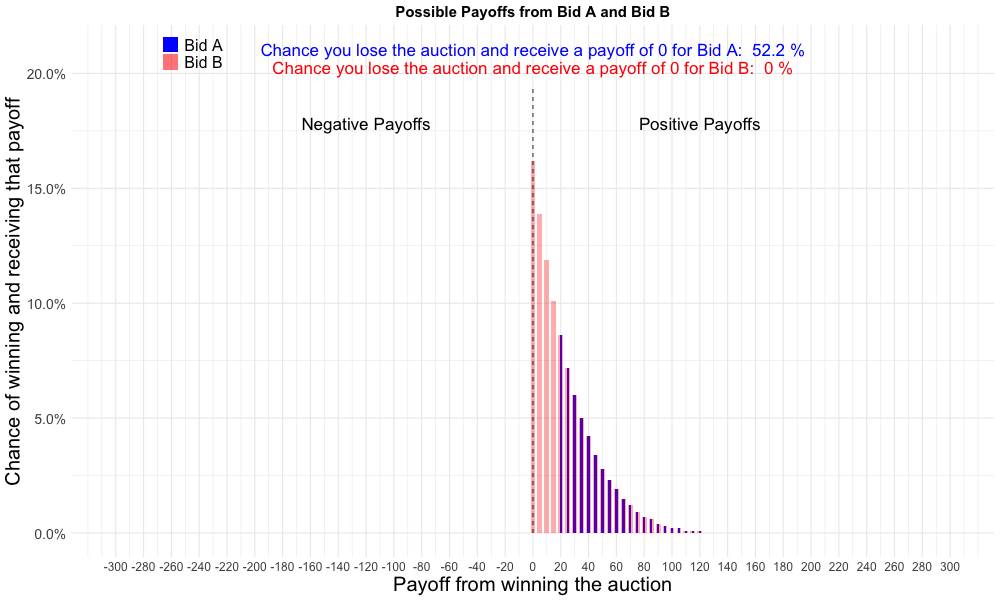 Possible Payoffs from Bid A and Bid B
Bid A
Bid B
Chance you lose the auction and receive a payoff of 0 for Bid A:  52.2 %
Chance you lose the auction and receive a payoff of 0 for Bid B:  0 %
Negative Payoffs
Positive Payoffs
Chance of winning and receiving that payoff
20.0%
15.0%
10.0%
5.0%
0.0%
-300 -280 -260 -240 -220 -200 -180 -160 -140 -120 -100 -80 -60 -40 -20 0 20 40 60 80 100 120 140 160 180 200 220 240 260 280 300
Payoff from winning the auction